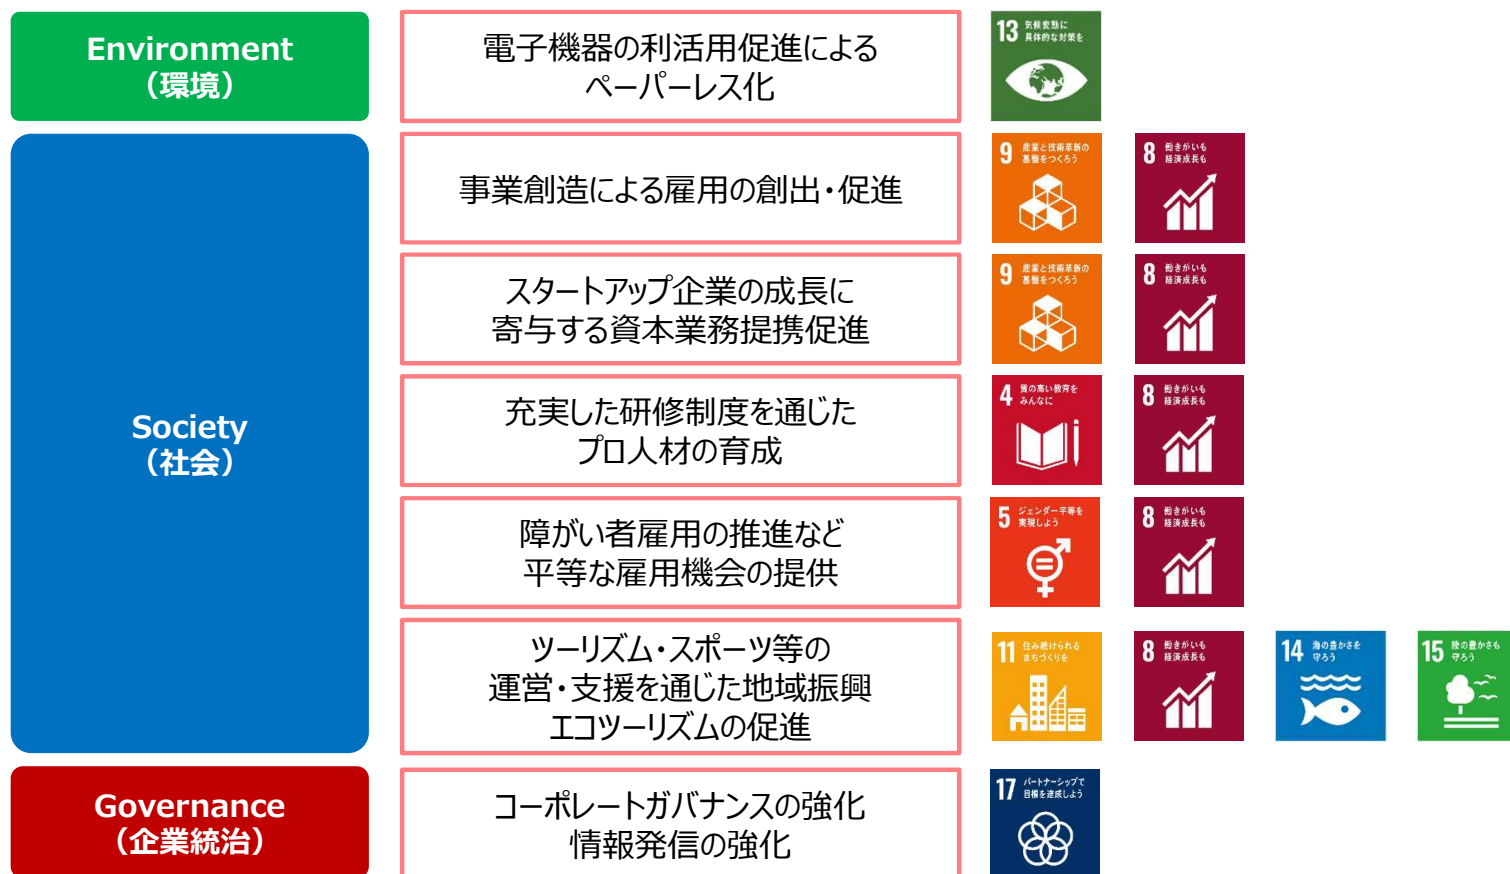 Environment
（環境）
電子機器の利活用促進による
ペーパーレス化
13 気候変動に
具体的な対策を
Society
（社会）
事業創造による雇用の創出・促進
9 産業と技術革新の
基盤をつくろう
8 働きがいも
経済成長も
スタートアップ企業の成長に
寄与する資本業務提携促進
9 産業と技術革新の
基盤をつくろう
8 働きがいも
経済成長も
充実した研修制度を通じた
プロ人材の育成
4 質の高い教育を
みんなに
8 働きがいも
経済成長も
障がい者雇用の推進など
平等な雇用機会の提供
5 ジェンダー平等を
実現しよう
8 働きがいも
経済成長も
ツーリズム・スポーツ等の
運営・支援を通じた地域振興
エコツーリズムの促進
11 住み続けられる
まちづくりを
8 働きがいも
経済成長も
14 海の豊かさを
守ろう
15 陸の豊かさも
守ろう
Governance
（企業統治）
コーポレートガバナンスの強化
情報発信の強化
17 パートナーシップで
目標を達成しよう